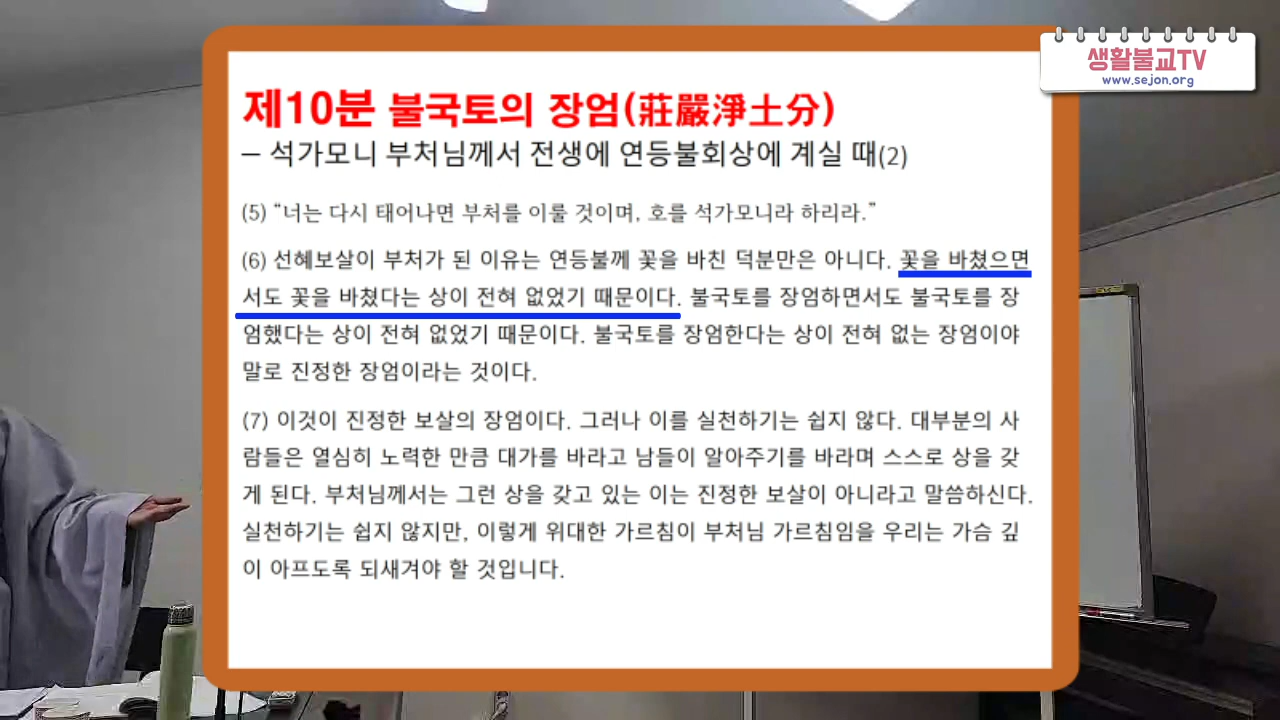 생활불교TV
www.sejon.org
제10분 불국토의 장엄(莊嚴淨土分)
– 석가모니 부처님께서 전생에 연등불회상에 계실 때(2)
(5) “너는 다시 태어나면 부처를 이룰 것이며, 호를 석가모니라 하리라.”
(6) 선혜보살이 부처가 된 이유는 연등불께 꽃을 바친 덕분만은 아니다. 꽃을 바쳤으면
서도 꽃을 바쳤다는 상이 전혀 없었기 때문이다. 불국토를 장엄하면서도 불국토를 장
엄했다는 상이 전혀 없었기 때문이다. 불국토를 장엄한다는 상이 전혀 없는 장엄이야
말로 진정한 장엄이라는 것이다.
(7) 이것이 진정한 보살의 장엄이다. 그러나 이를 실천하기는 쉽지 않다. 대부분의 사
람들은 열심히 노력한 만큼 대가를 바라고 남들이 알아주기를 바라며 스스로 상을 갖
게 된다. 부처님께서는 그런 상을 갖고 있는 이는 진정한 보살이 아니라고 말씀하신다.
실천하기는 쉽지 않지만, 이렇게 위대한 가르침이 부처님 가르침임을 우리는 가슴 깊
이 아프도록 되새겨야 할 것입니다.